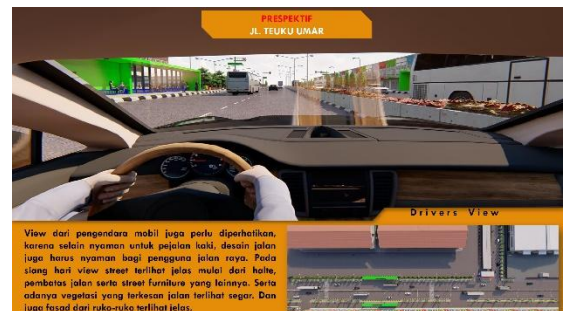 PRESPEKTIF
JL. TEUKU UMAR
Drivers View
View dari pengendara mobil juga perlu diperhatikan,
karena selain nyaman untuk pejalan kaki, desain jalan
juga harus nyaman bagi pengguna jalan raya. Pada
siang hari view street terlihat jelas mulai dari halte,
pembatas jalan serta street furniture yang lainnya. Serta
adanya vegetasi yang terkesan jalan terlihat segar. Dan
juga fasad dari ruko-ruko terlihat jelas.